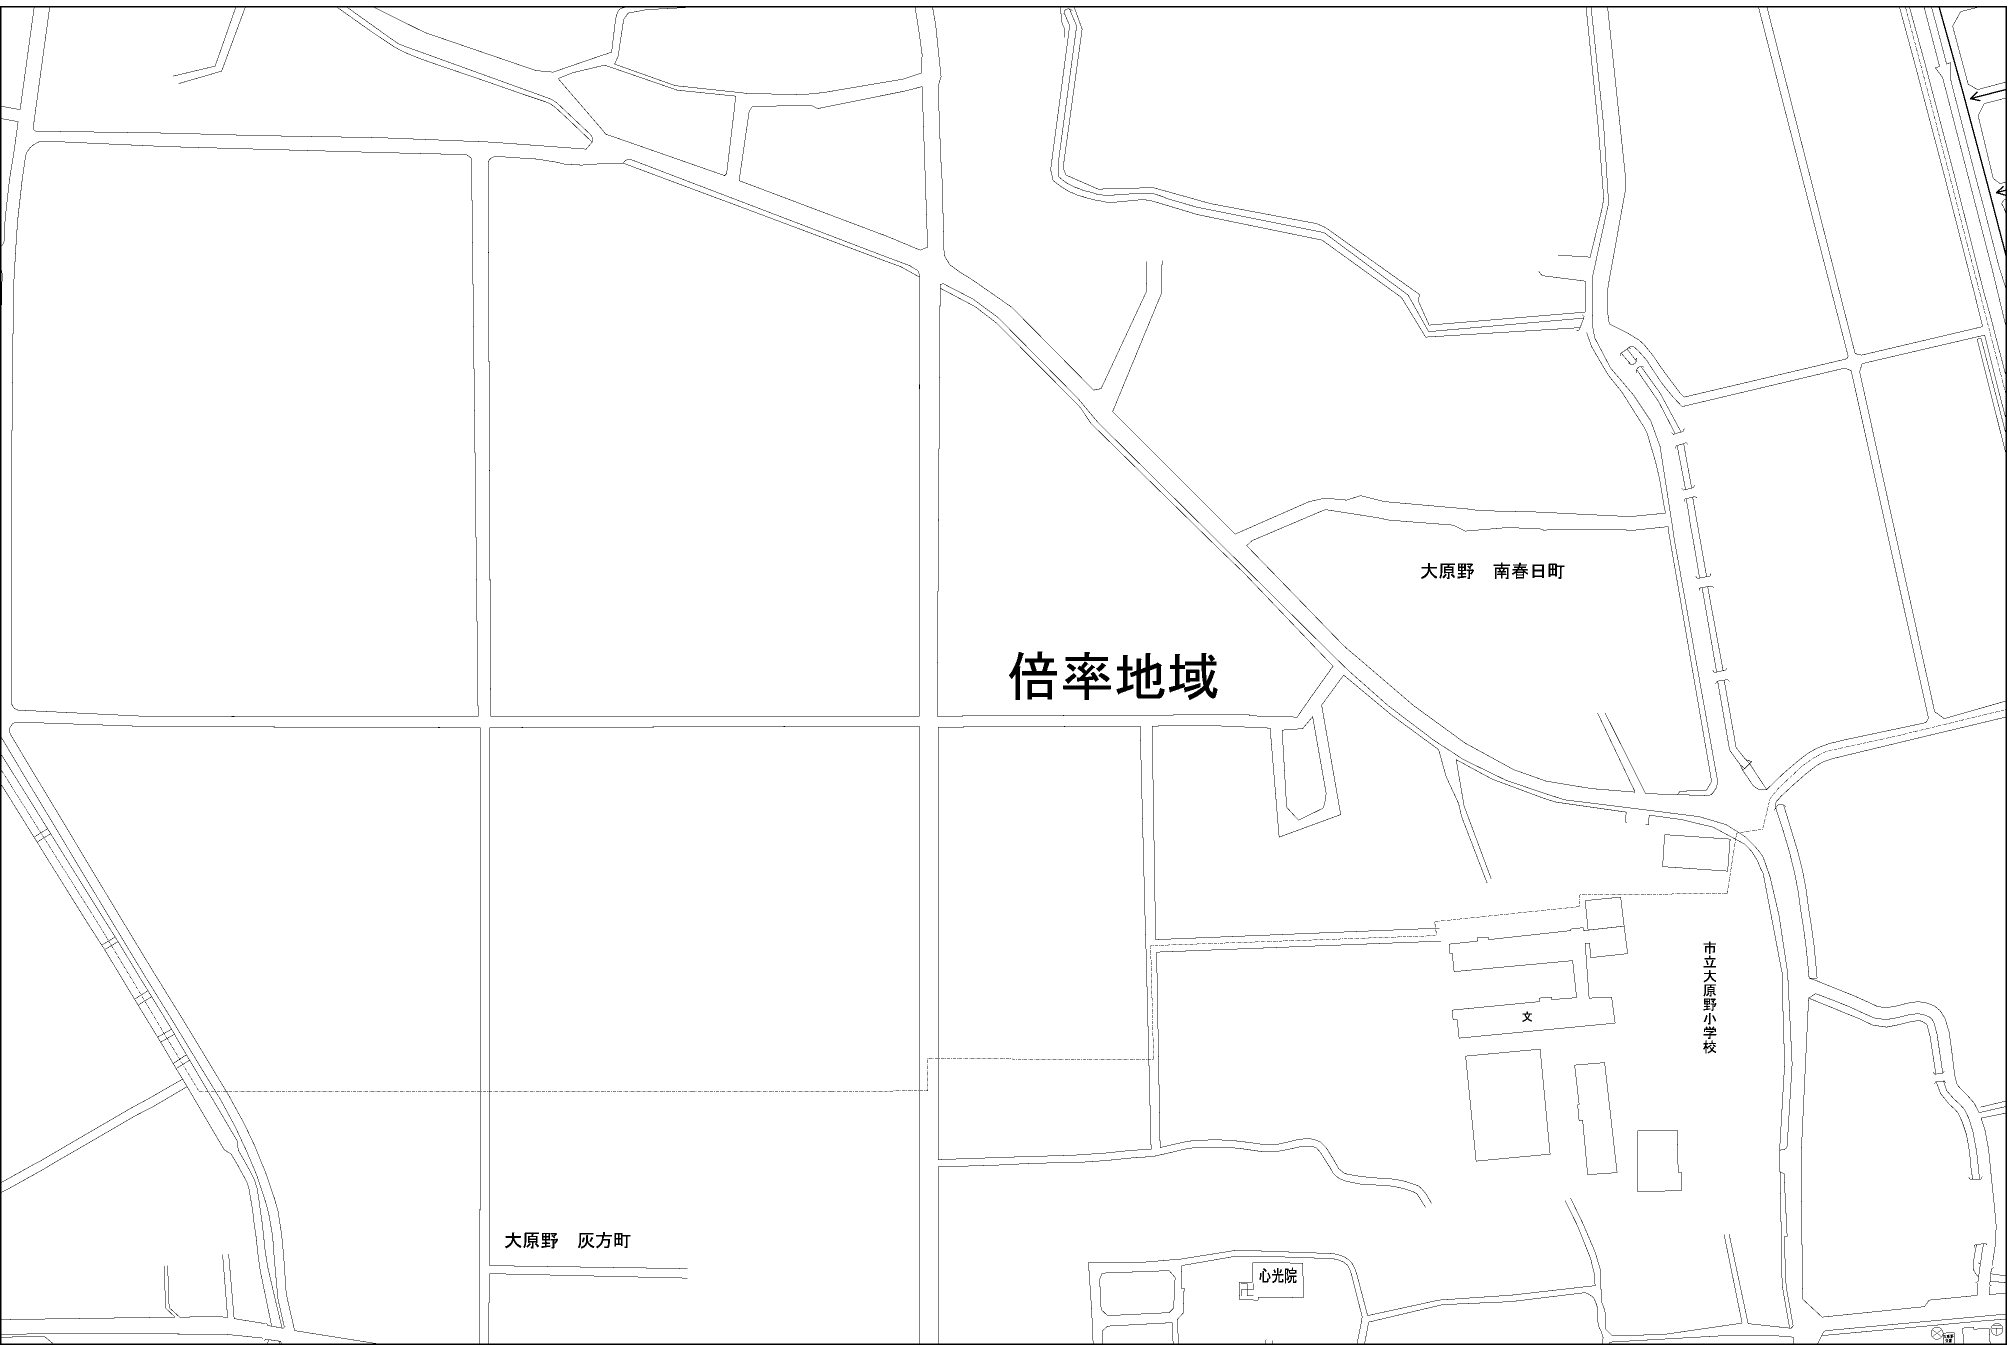 大原野　南春日町
倍率地域
市立大原野小学校
文
大原野　灰方町
心光院